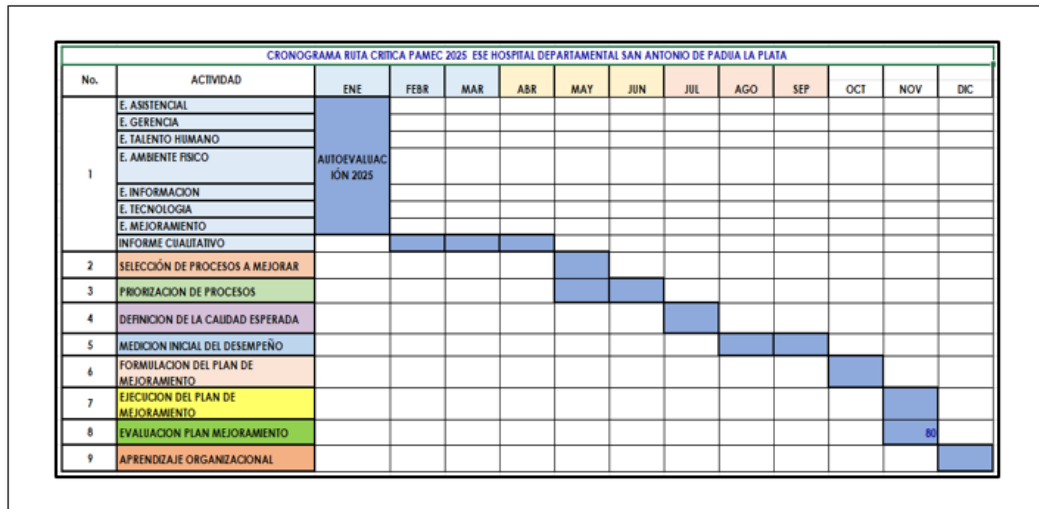 CRONOGRAMA RUTA CRITICA PAMEC 2025 ESE HOSPITAL DEPARTAMENTAL SAN ANTONIO DE PADUA LA PLATA
No. ACTIVIDAD ENE FEBR MAR ABR MAY JUN JUL AGO SEP OCT NOV DIC
1
E. ASISTENCIAL
E. GERENCIA
E. TALENTO HUMANO
E. AMBIENTE FISICO
E. INFORMACION
E. TECNOLOGIA
E. MEJORAMIENTO
AUTOEVALUAC
IÓN 2025
INFORME CUALITATIVO
2 SELECCIÓN DE PROCESOS A MEJORAR
3 PRIORIZACION DE PROCESOS
4 DEFINICION DE LA CALIDAD ESPERADA
5 MEDICION INICIAL DEL DESEMPEÑO
6 FORMULACION DEL PLAN DE
MEJORAMIENTO
7 EJECUCION DEL PLAN DE
MEJORAMIENTO
8 EVALUACION PLAN MEJORAMIENTO 80
9 APRENDIZAJE ORGANIZACIONAL